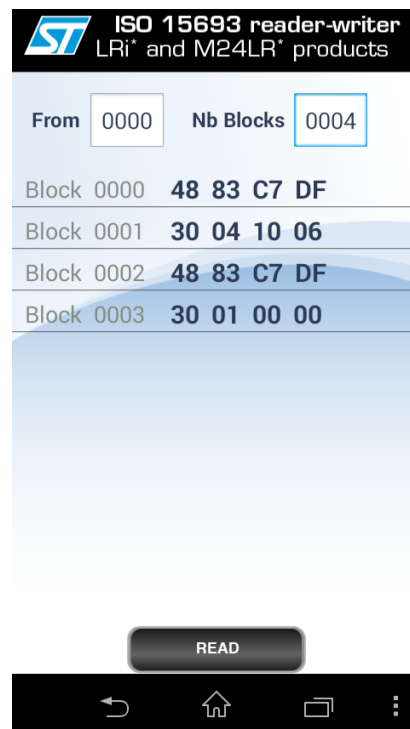 ST ISO 15693 reader-writer
LRi* and M24LR* products
From 0000 Nb Blocks 0004
Block 0000 48 83 C7 DF
Block 0001 30 04 10 06
Block 0002 48 83 C7 DF
Block 0003 30 01 00 00
READ